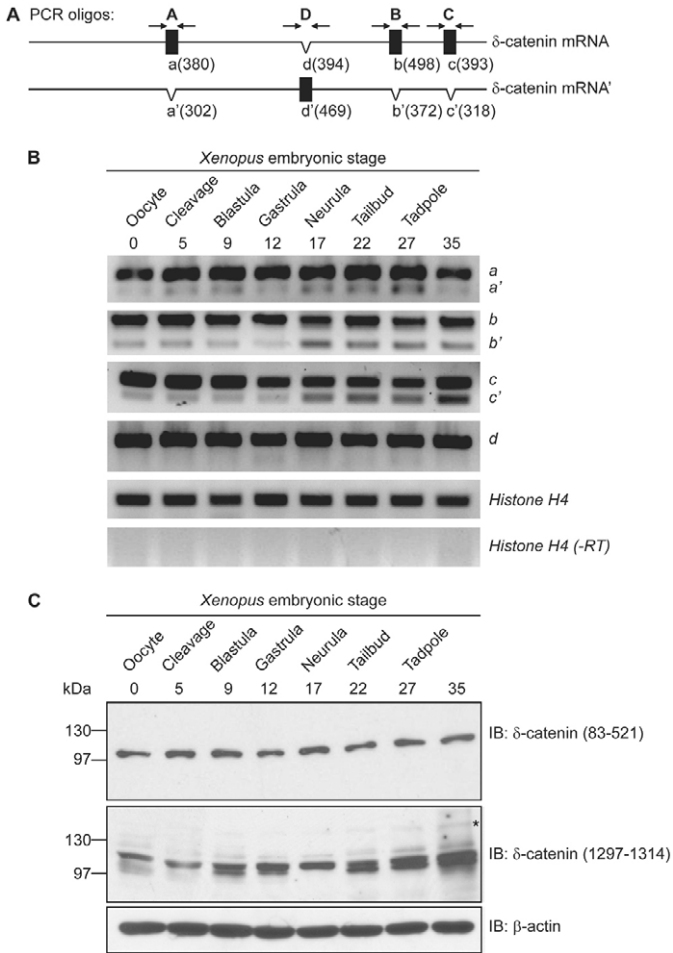 A PCR oligos: A D B C
δ-catenin mRNA
a(380) d(394) b(498) c(393)
δ-catenin mRNA'
a'(302) d'(469) b'(372) c'(318)
B
Xenopus embryonic stage
Oocyte Cleavage Blastula Gastrula Neurula Tailbud Tadpole
0 5 9 12 17 22 27 35
a
a'
b
b'
c
c'
d
Histone H4
Histone H4 (-RT)
C
Xenopus embryonic stage
Oocyte Cleavage Blastula Gastrula Neurula Tailbud Tadpole
kDa 0 5 9 12 17 22 27 35
130
IB: δ-catenin (83-521)
97
*
130
IB: δ-catenin (1297-1314)
97
IB: β-actin